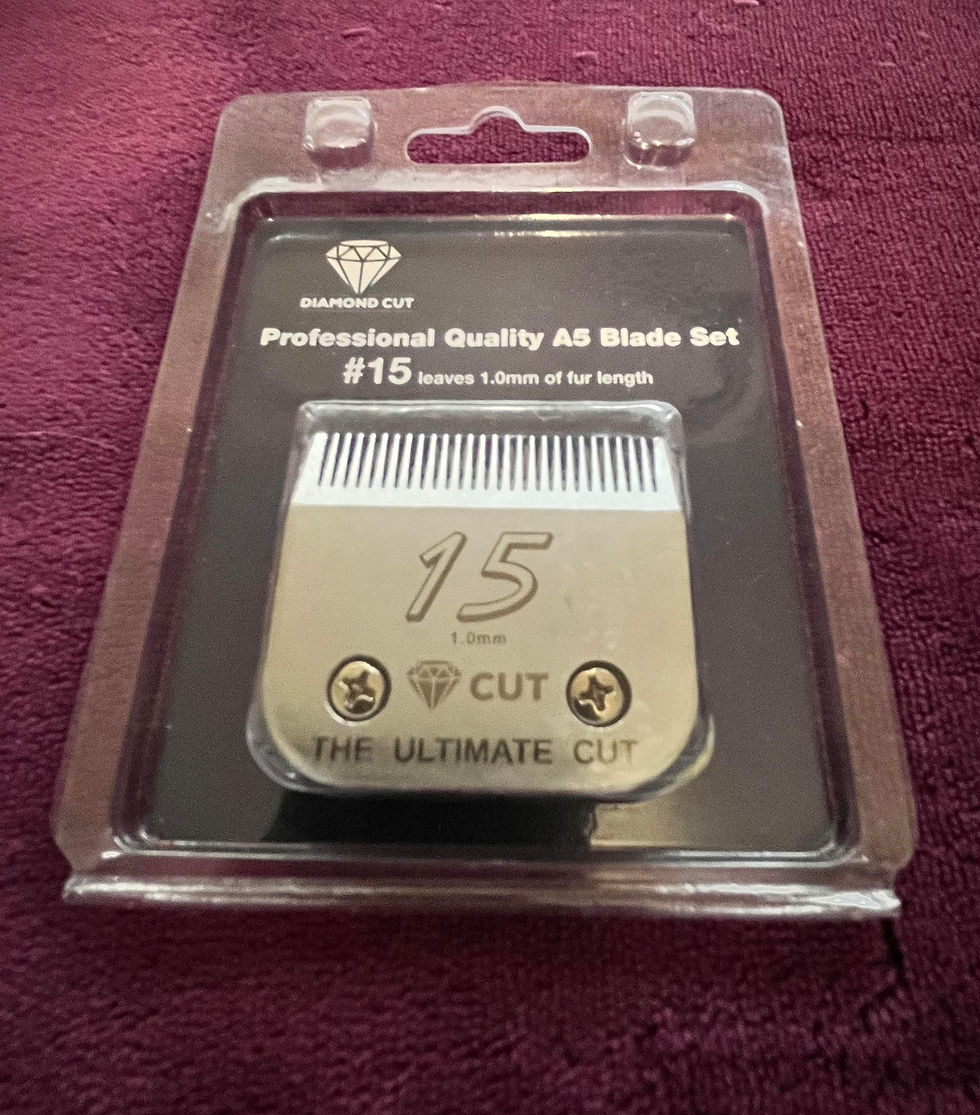 DIAMOND CUT
Professional Quality A5 Blade Set
#15 leaves 1.0mm of fur length
15
1.0mm
CUT
THE ULTIMATE CUT